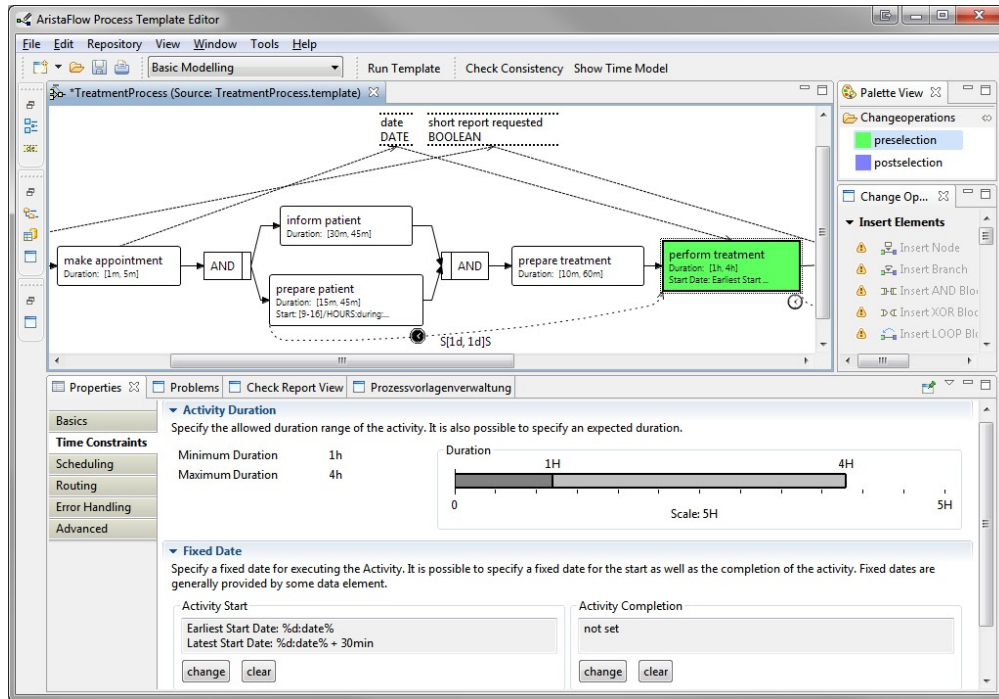 AristaFlow Process Template Editor
File Edit Repository View Window Tools Help
Basic Modelling Run Template Check Consistency Show Time Model
*TreatmentProcess (Source: TreatmentProcess.template)
date
DATE
short report requested
BOOLEAN
make appointment
Duration: [1m, 5m]
AND
inform patient
Duration: [30m, 45m]
prepare patient
Duration: [15m, 45m]
Start: [9-16]/HOURS:during:...
AND
prepare treatment
Duration: [10m, 60m]
perform treatment
Duration: [1h, 4h]
Start Date: Earliest Start ...
S[1d, 1d]S
Palette View
Changeoperations
preselection
postselection
Change Op...
Insert Elements
Insert Node
Insert Branch
Insert AND Blo
Insert XOR Bloc
Insert LOOP Blo
Properties Problems Check Report View Prozessvorlagenverwaltung
Basics
Time Constraints
Scheduling
Routing
Error Handling
Advanced
Activity Duration
Specify the allowed duration range of the activity. It is also possible to specify an expected duration.
Minimum Duration 1h
Maximum Duration 4h
Duration
1H 4H
0 5H
Scale: 5H
Fixed Date
Specify a fixed date for executing the Activity. It is possible to specify a fixed date for the start as well as the completion of the activity. Fixed dates are
generally provided by some data element.
Activity Start
Earliest Start Date: %d:date%
Latest Start Date: %d:date% + 30min
change clear
Activity Completion
not set
change clear